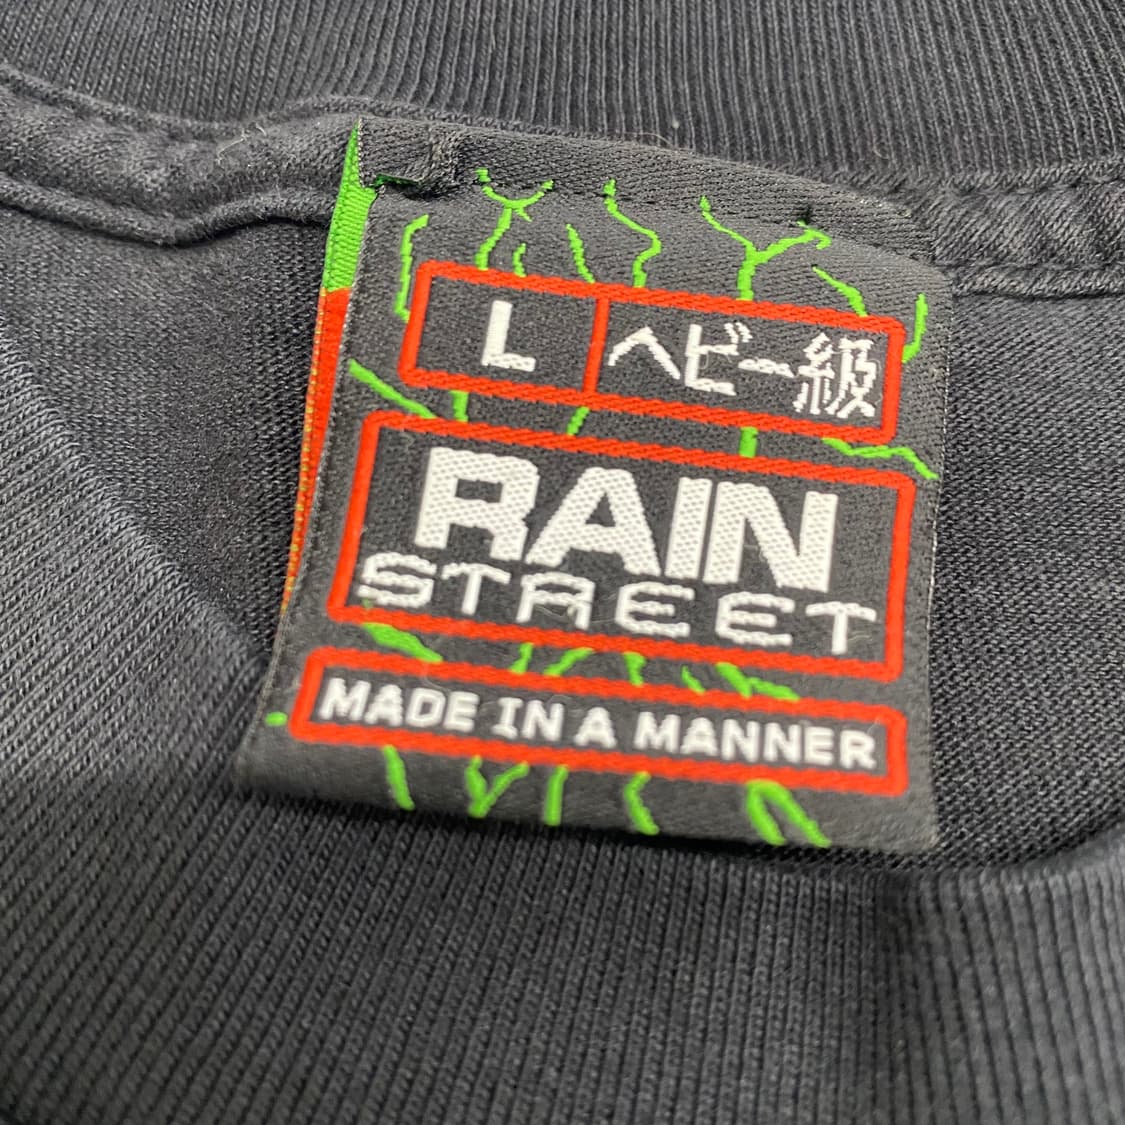 L ヘビー級
RAIN
STREET
MADE IN A MANNER